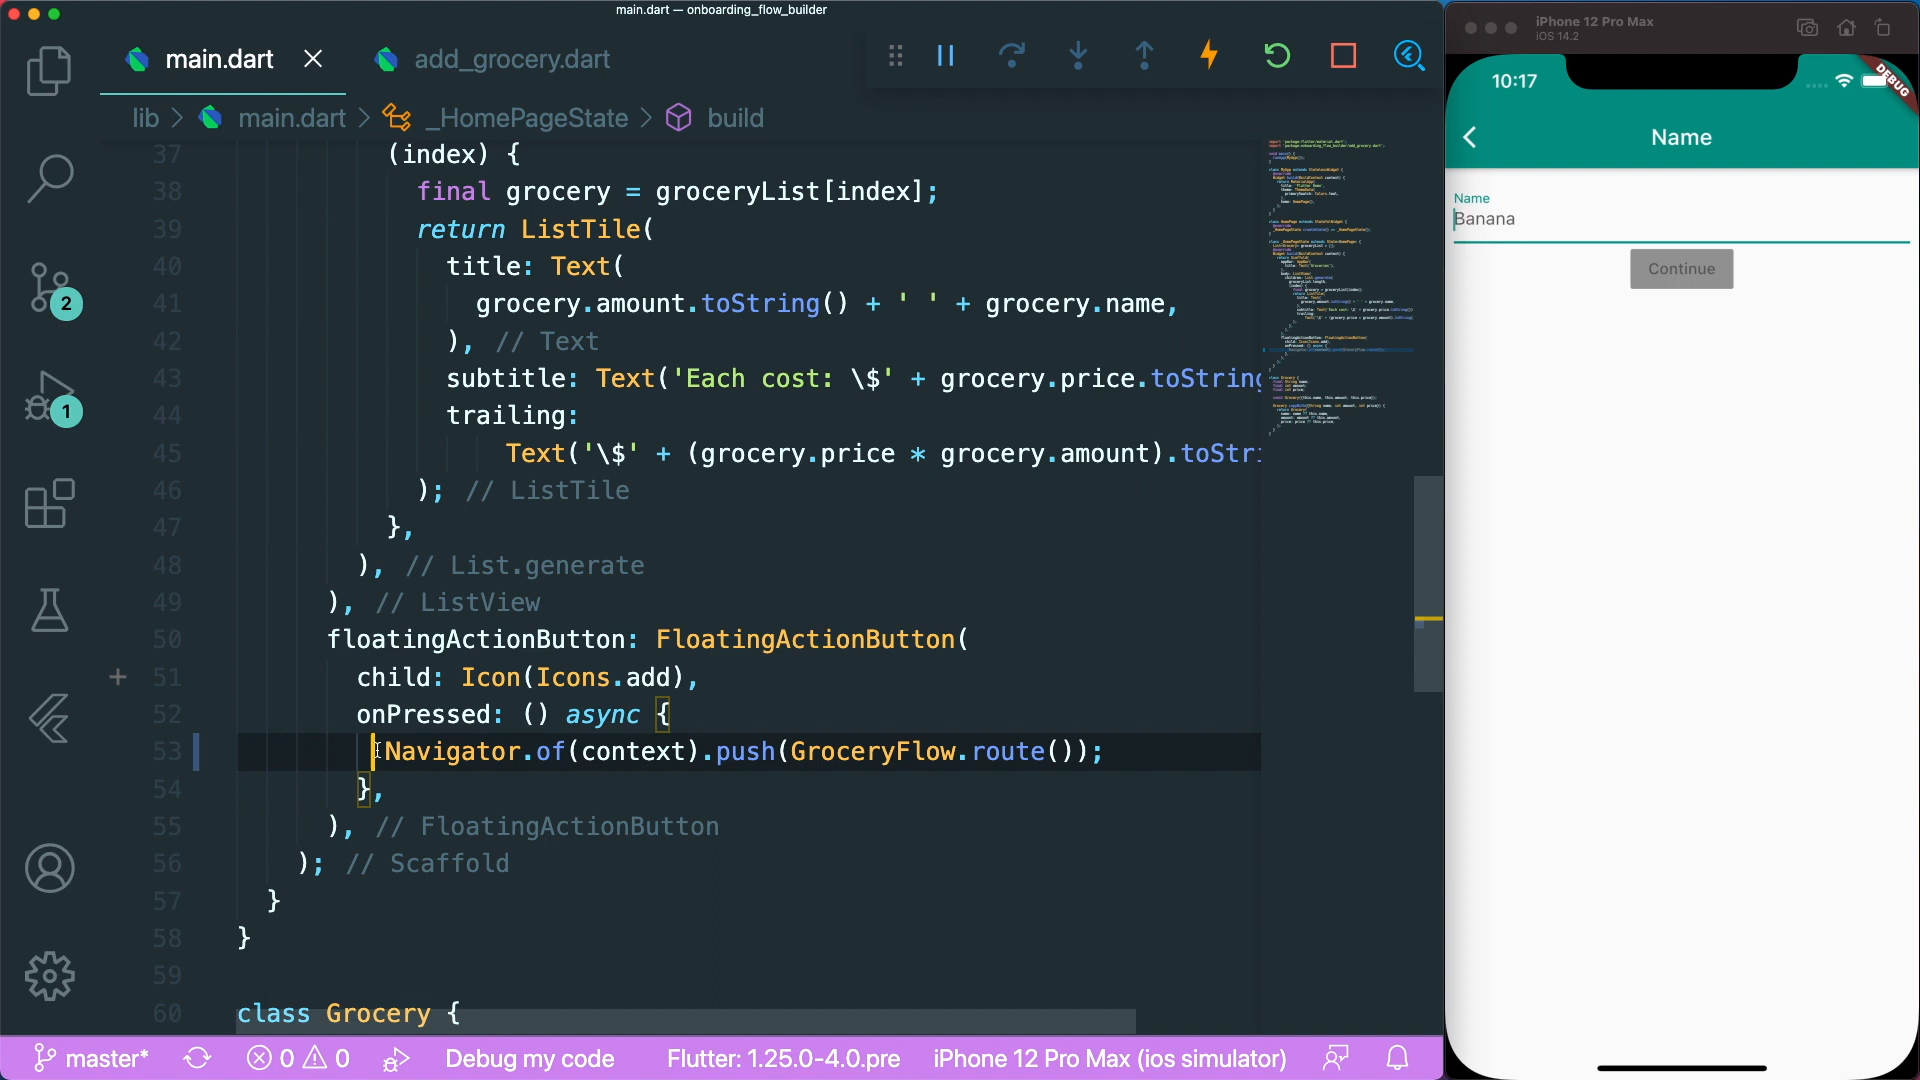 main.dart — onboarding_flow_builder
main.dart
add_grocery.dart
lib > main.dart > _HomePageState > build
37 (index) {
38 final grocery = groceryList[index];
39 return ListTile(
40 title: Text(
41 grocery.amount.toString() + ' ' + grocery.name,
42 ), // Text
43 subtitle: Text('Each cost: \$' + grocery.price.toString
44 trailing:
45 Text('\$' + (grocery.price * grocery.amount).toStri
46 ); // ListTile
47 },
48 ), // List.generate
49 ), // ListView
50 floatingActionButton: FloatingActionButton(
51 child: Icon(Icons.add),
52 onPressed: () async {
53 Navigator.of(context).push(GroceryFlow.route());
54 },
55 ), // FloatingActionButton
56 ); // Scaffold
57 }
58 }
59
60 class Grocery {
2
1
master* 0 0 Debug my code Flutter: 1.25.0-4.0.pre iPhone 12 Pro Max (ios simulator)
iPhone 12 Pro Max
iOS 14.2
10:17
DEBUG
Name
Name
Banana
Continue